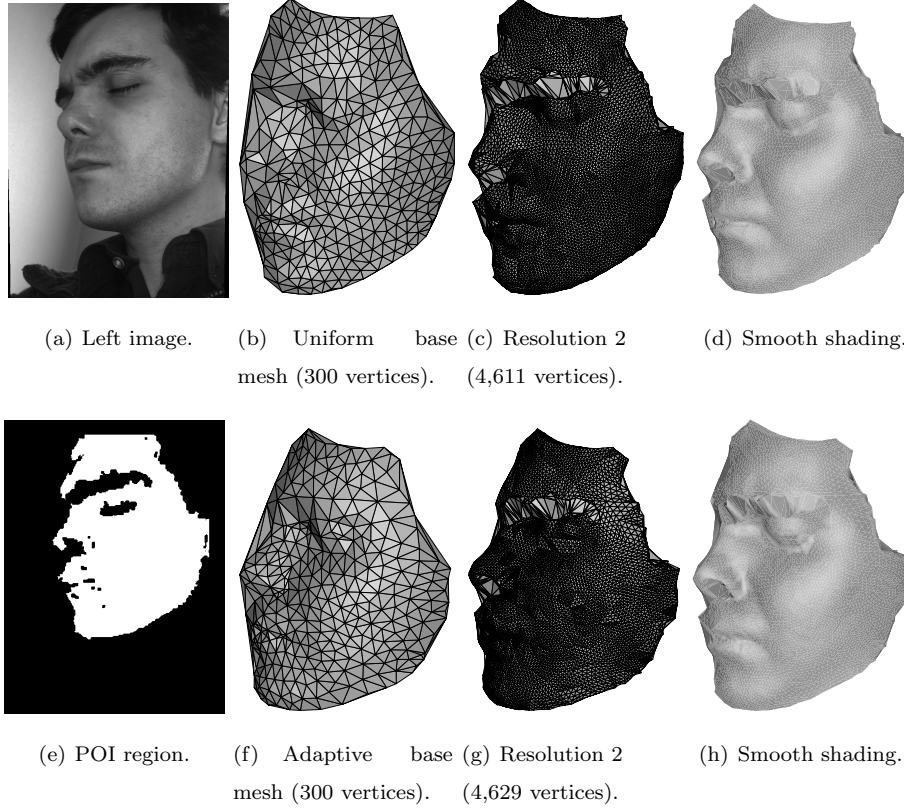 (a) Left image.
(b) Uniform base mesh (300 vertices).
(c) Resolution 2 (4,611 vertices).
(d) Smooth shading.
(e) POI region.
(f) Adaptive base mesh (300 vertices).
(g) Resolution 2 (4,629 vertices).
(h) Smooth shading.